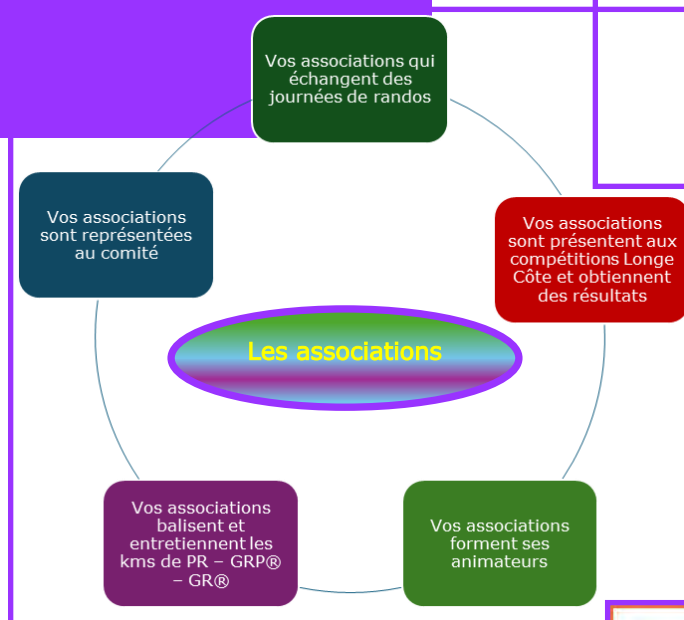 Vos associations qui
échangent des
journées de randos
Vos associations
sont représentées
au comité
Vos associations
sont présentent aux
compétitions Longe
Côte et obtiennent
des résultats
Les associations
Vos associations
balisent et
entretiennent les
kms de PR – GRP®
– GR®
Vos associations
forment ses
animateurs